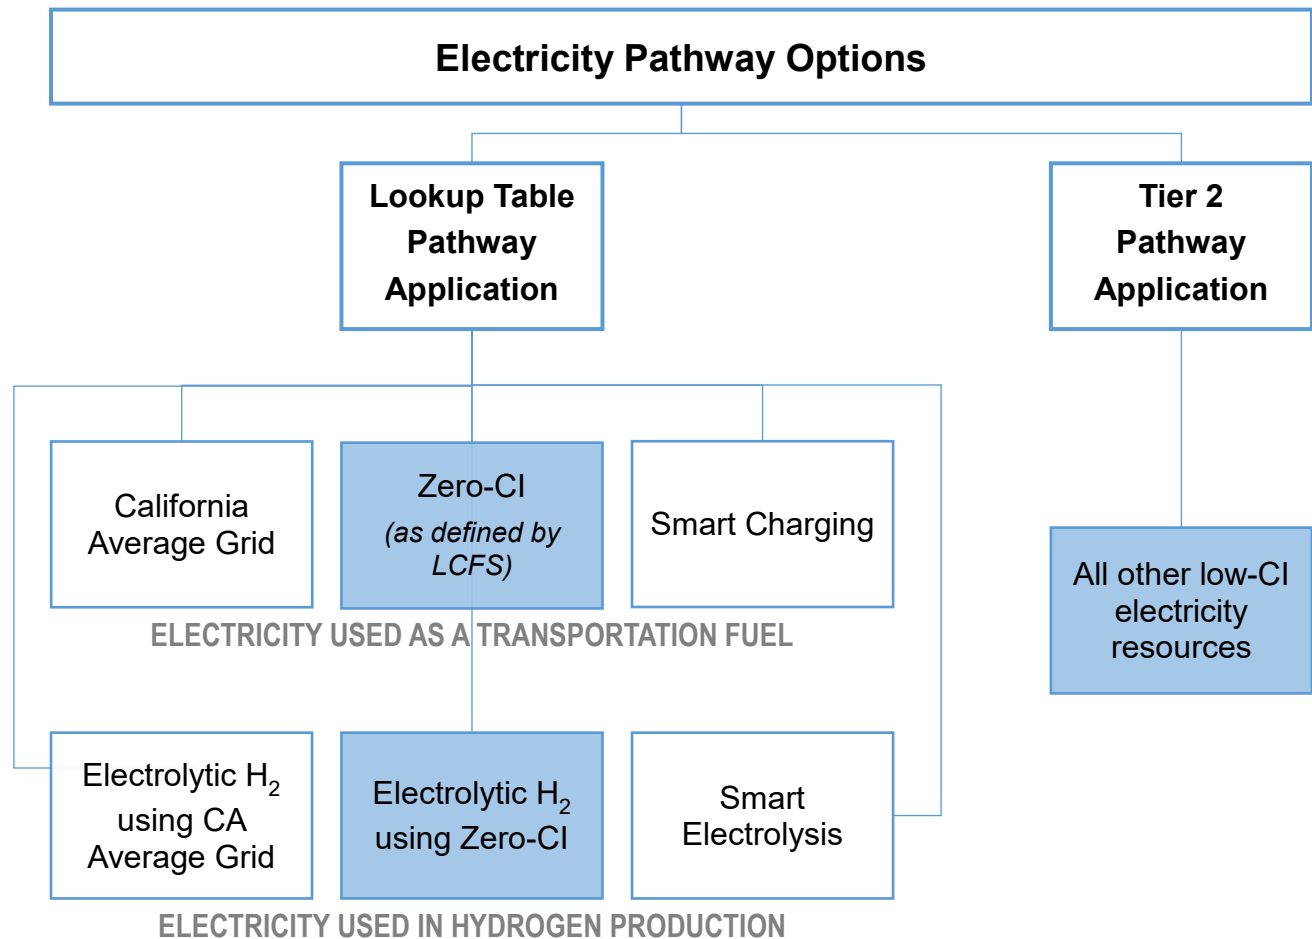 Electricity Pathway Options
Lookup Table
Pathway
Application
Tier 2
Pathway
Application
California
Average Grid
Zero-CI
(as defined by
LCFS)
Smart Charging
All other low-CI
electricity
resources
ELECTRICITY USED AS A TRANSPORTATION FUEL
Electrolytic H₂
using CA
Average Grid
Electrolytic H₂
using Zero-CI
Smart
Electrolysis
ELECTRICITY USED IN HYDROGEN PRODUCTION